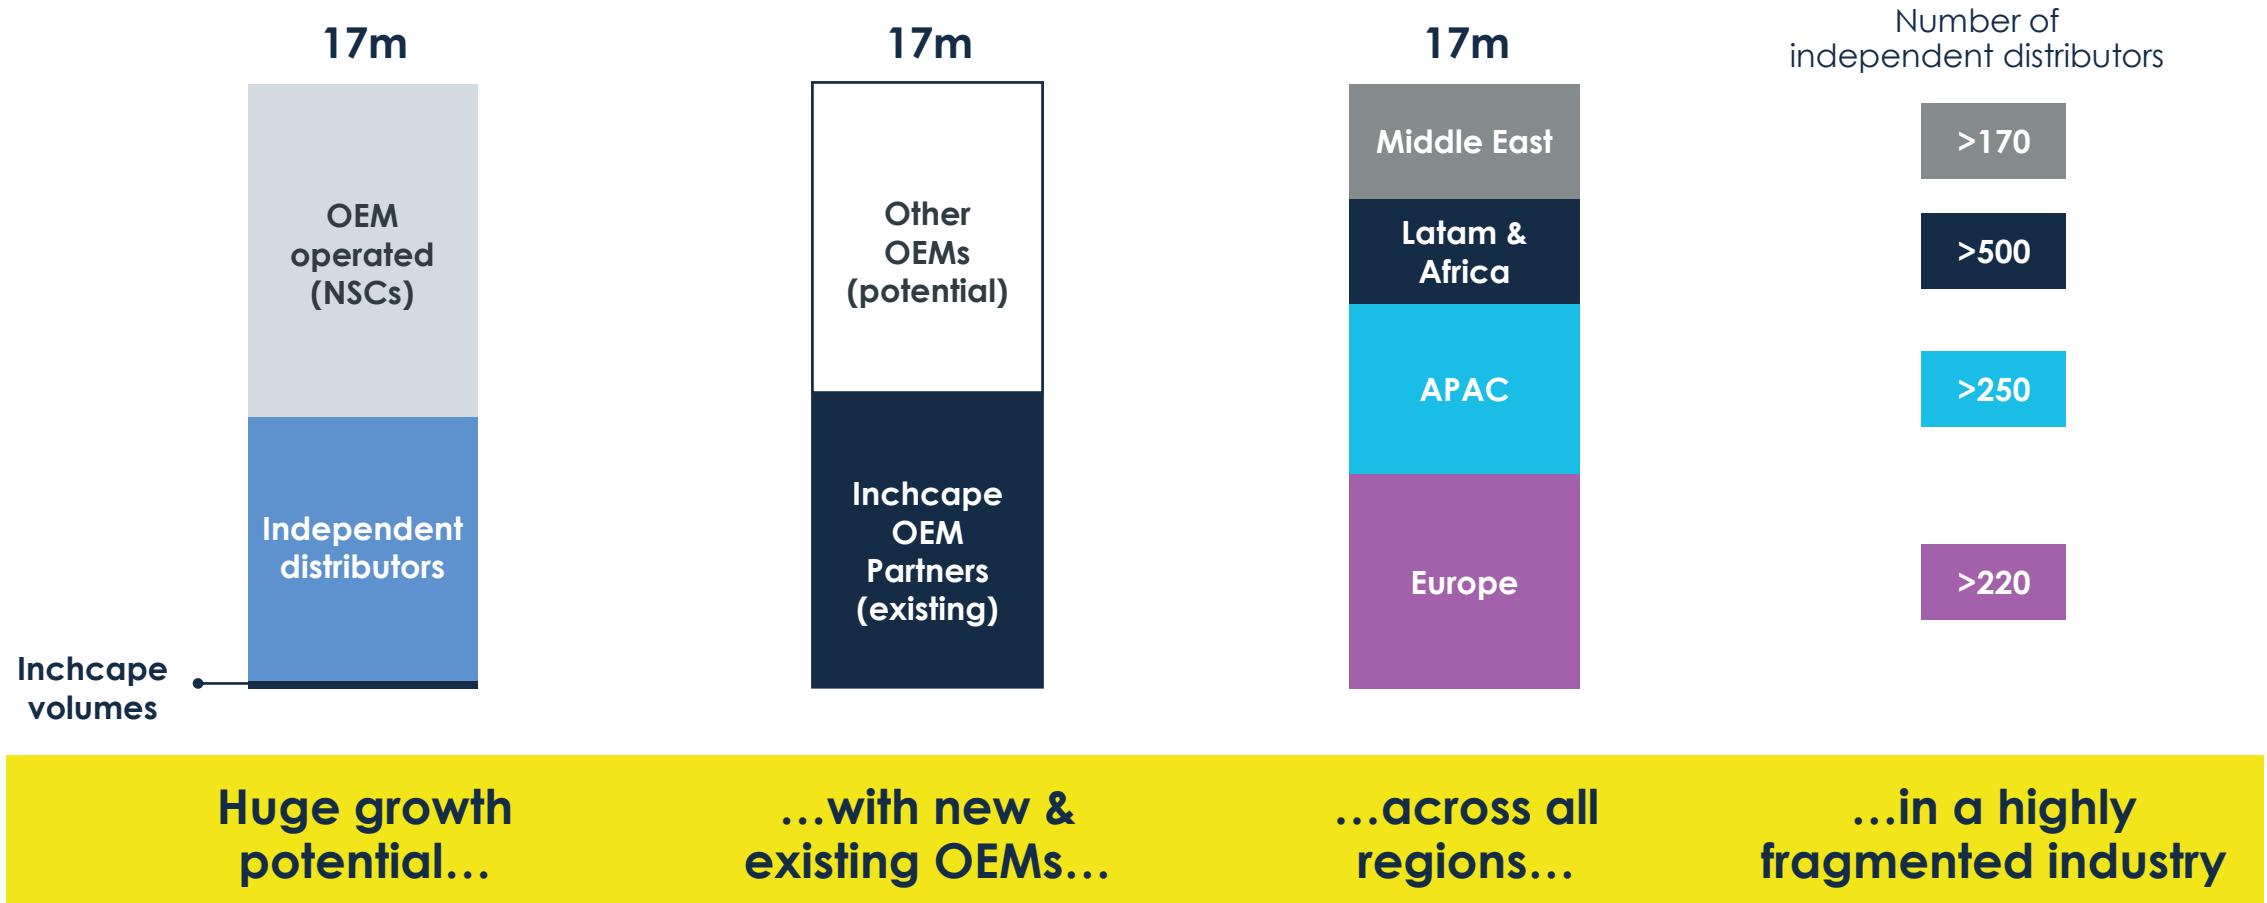 17m
OEM
operated
(NSCs)
Independent
distributors
Inchcape
volumes
17m
Other
OEMs
(potential)
Inchcape
OEM
Partners
(existing)
17m
Middle East
Latam &
Africa
APAC
Europe
Number of
independent distributors
>170
>500
>250
>220
Huge growth
potential…
…with new &
existing OEMs…
…across all
regions…
…in a highly
fragmented industry